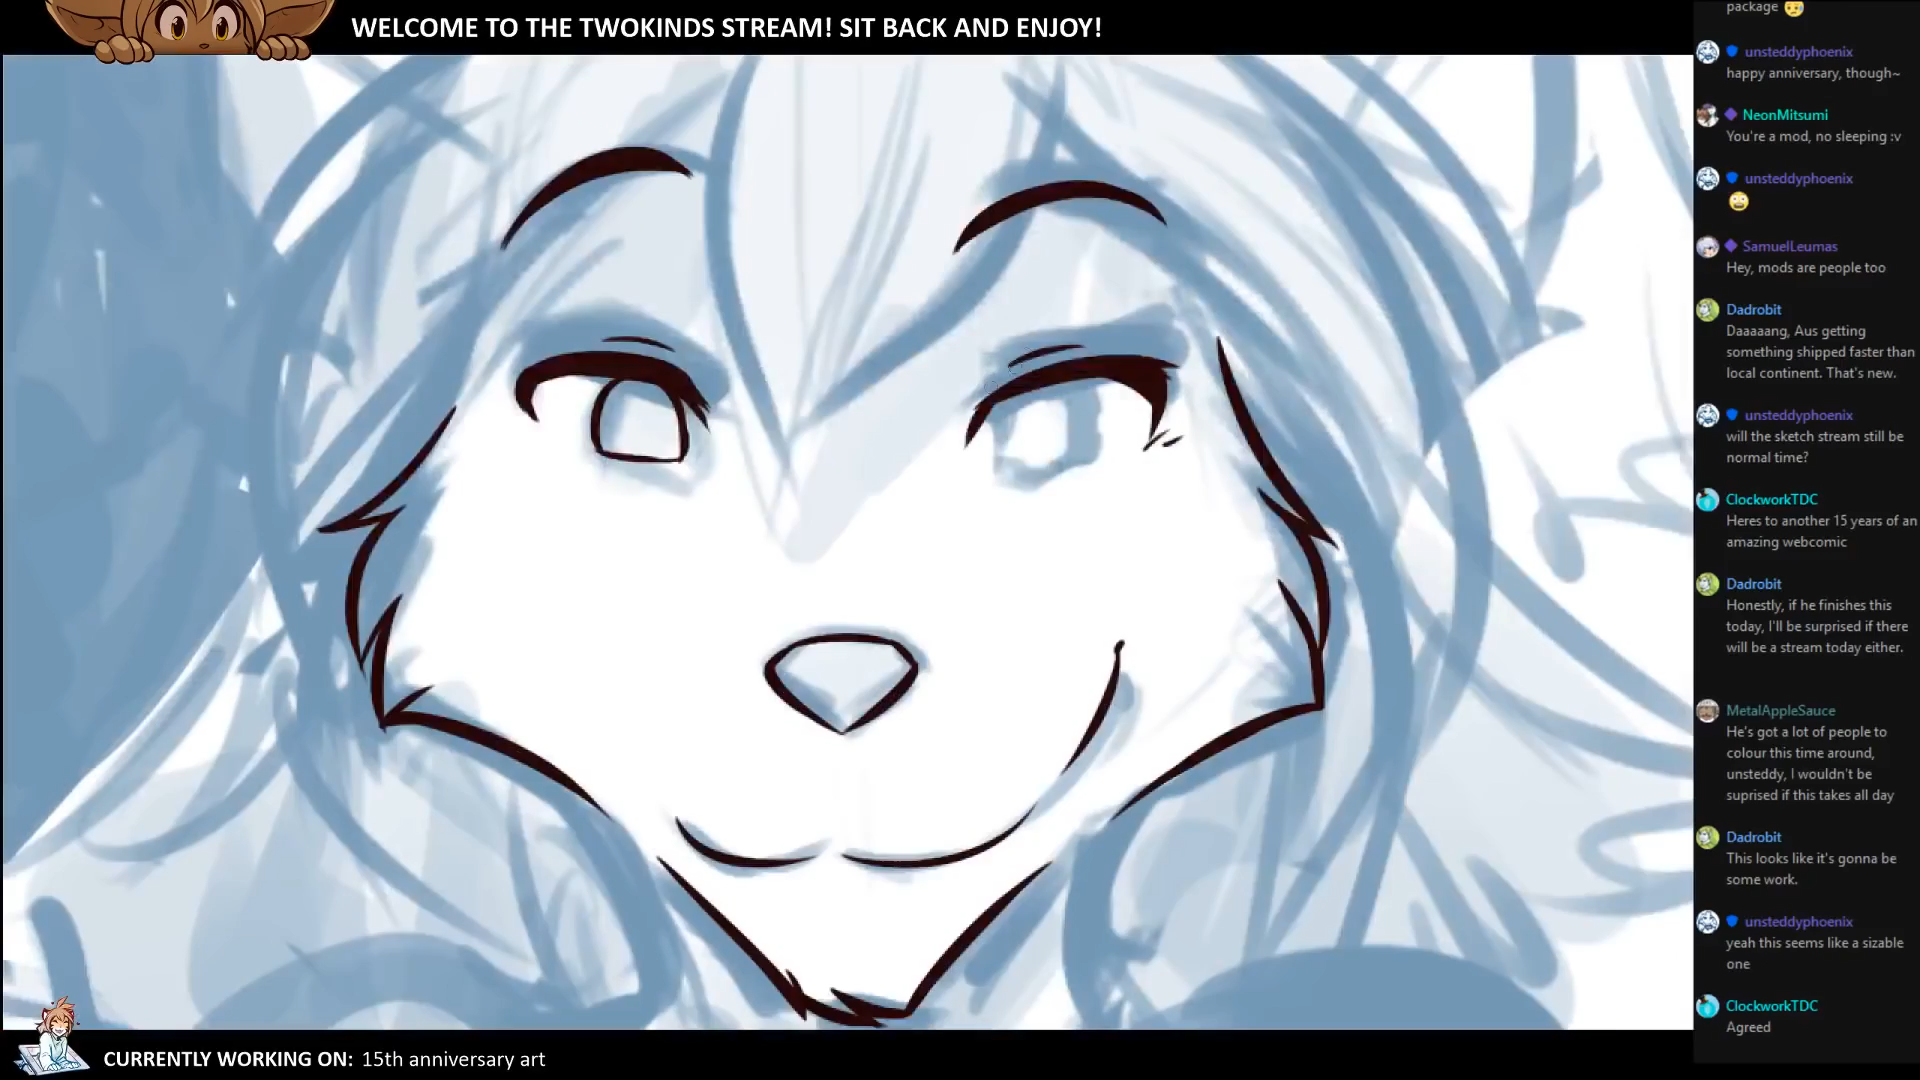 WELCOME TO THE TWOKINDS STREAM! SIT BACK AND ENJOY!
package
unsteddyphoenix
happy anniversary, though~
NeonMitsumi
You're a mod, no sleeping :v
unsteddyphoenix
SamuelLeumas
Hey, mods are people too
Dadrobit
Daaaaang, Aus getting
something shipped faster than
local continent. That's new.
unsteddyphoenix
will the sketch stream still be
normal time?
ClockworkTDC
Heres to another 15 years of an
amazing webcomic
Dadrobit
Honestly, if he finishes this
today, I'll be surprised if there
will be a stream today either.
MetalAppleSauce
He's got a lot of people to
colour this time around,
unsteddy, I wouldn't be
suprised if this takes all day
Dadrobit
This looks like it's gonna be
some work.
unsteddyphoenix
yeah this seems like a sizable
one
ClockworkTDC
Agreed
CURRENTLY WORKING ON: 15th anniversary art